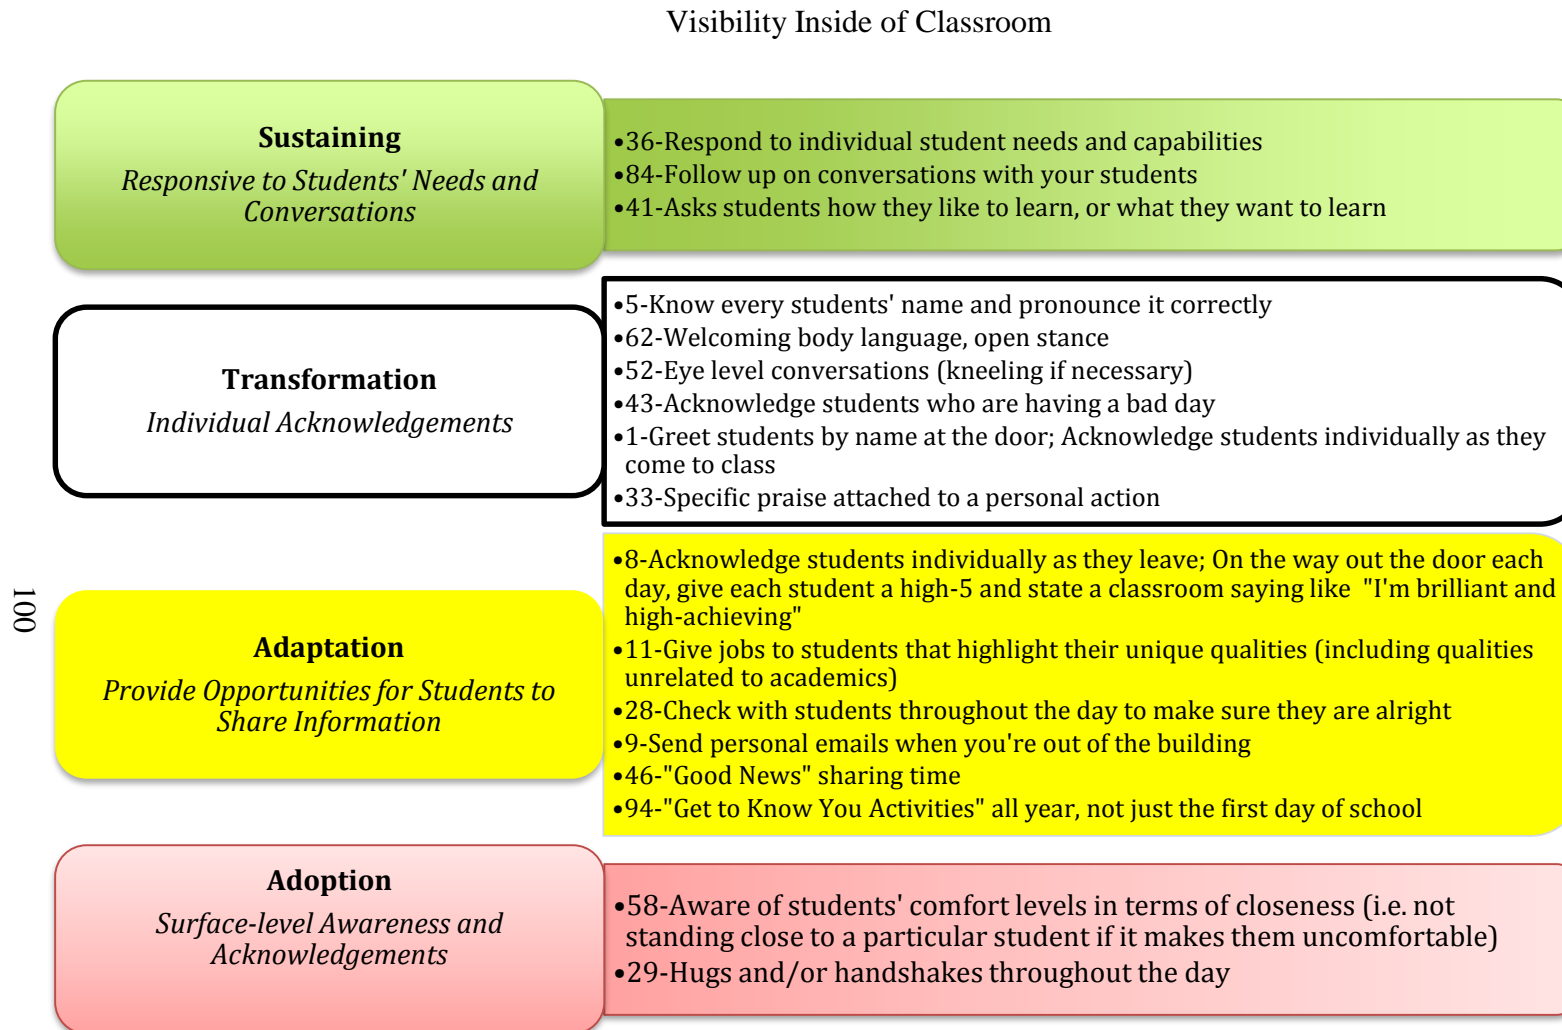 Visibility Inside of Classroom
Sustaining
Responsive to Students' Needs and
Conversations
•36-Respond to individual student needs and capabilities
•84-Follow up on conversations with your students
•41-Asks students how they like to learn, or what they want to learn
Transformation
Individual Acknowledgements
•5-Know every students' name and pronounce it correctly
•62-Welcoming body language, open stance
•52-Eye level conversations (kneeling if necessary)
•43-Acknowledge students who are having a bad day
•1-Greet students by name at the door; Acknowledge students individually as they
come to class
•33-Specific praise attached to a personal action
Adaptation
Provide Opportunities for Students to
Share Information
•8-Acknowledge students individually as they leave; On the way out the door each
day, give each student a high-5 and state a classroom saying like "I'm brilliant and
high-achieving"
•11-Give jobs to students that highlight their unique qualities (including qualities
unrelated to academics)
•28-Check with students throughout the day to make sure they are alright
•9-Send personal emails when you're out of the building
•46-"Good News" sharing time
•94-"Get to Know You Activities" all year, not just the first day of school
Adoption
Surface-level Awareness and
Acknowledgements
•58-Aware of students' comfort levels in terms of closeness (i.e. not
standing close to a particular student if it makes them uncomfortable)
•29-Hugs and/or handshakes throughout the day
100